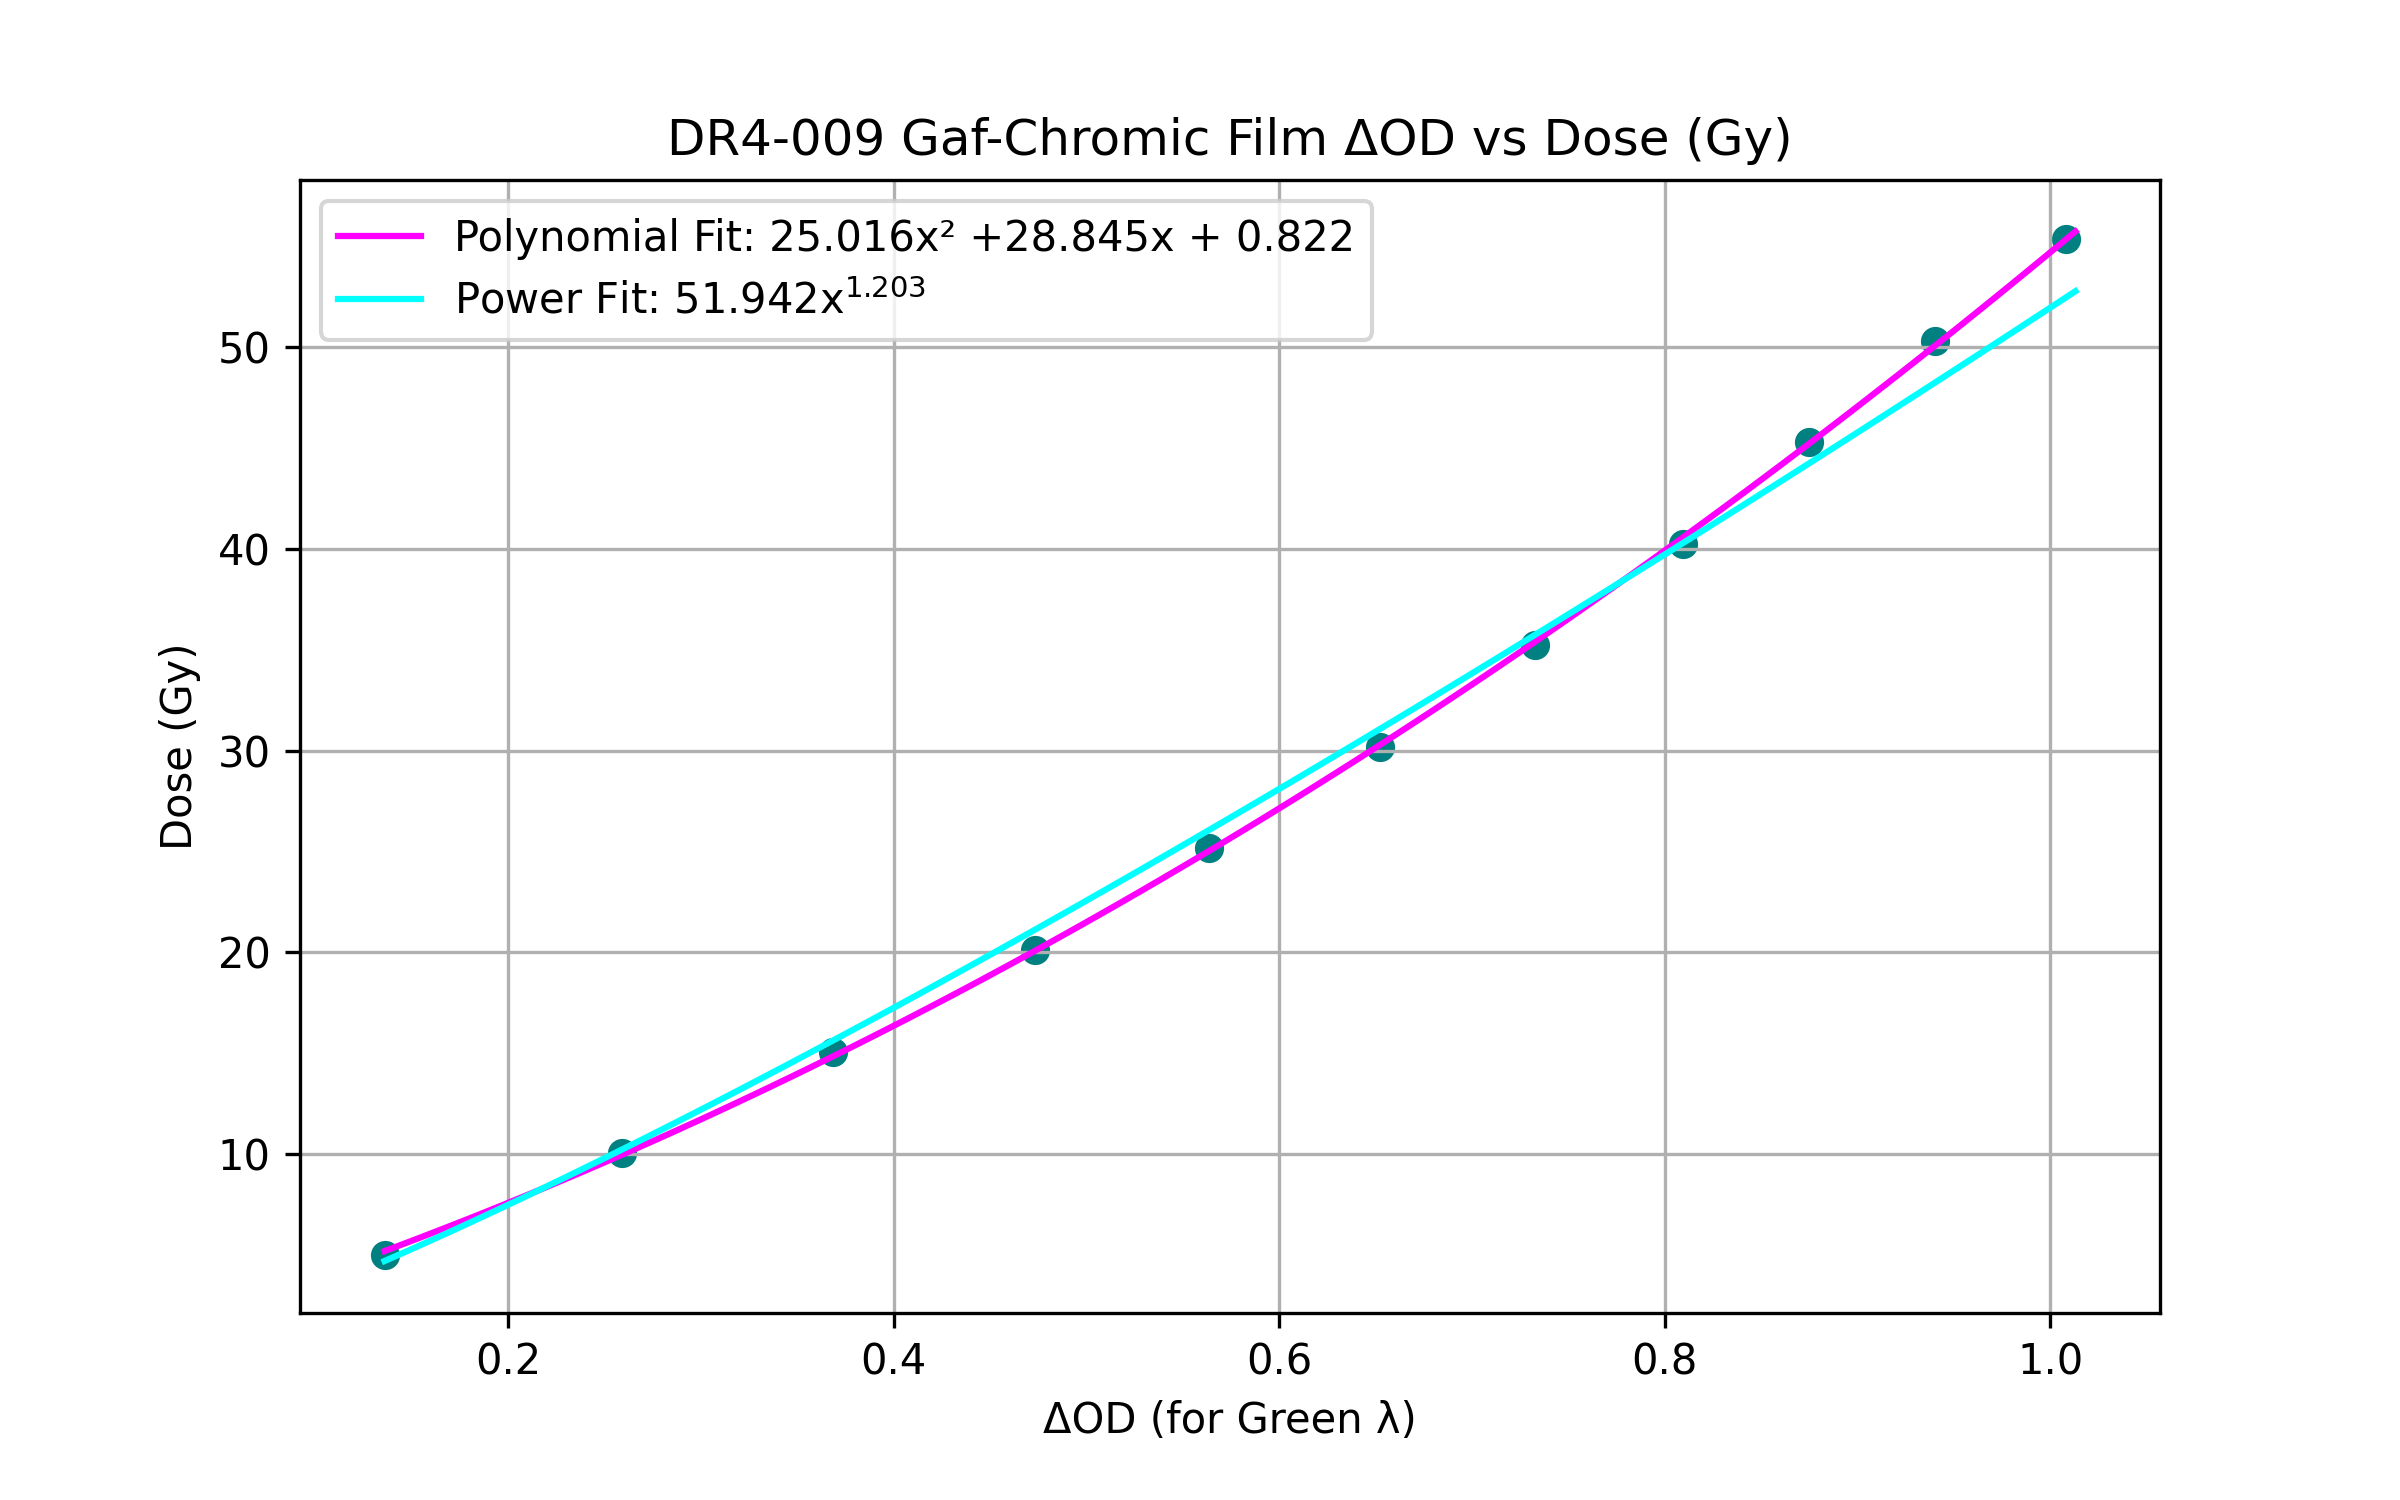 DR4-009 Gaf-Chromic Film ΔOD vs Dose (Gy)
Polynomial Fit: 25.016x² +28.845x + 0.822
Power Fit: 51.942x^1.203
50
40
30
20
10
Dose (Gy)
0.2 0.4 0.6 0.8 1.0
ΔOD (for Green λ)